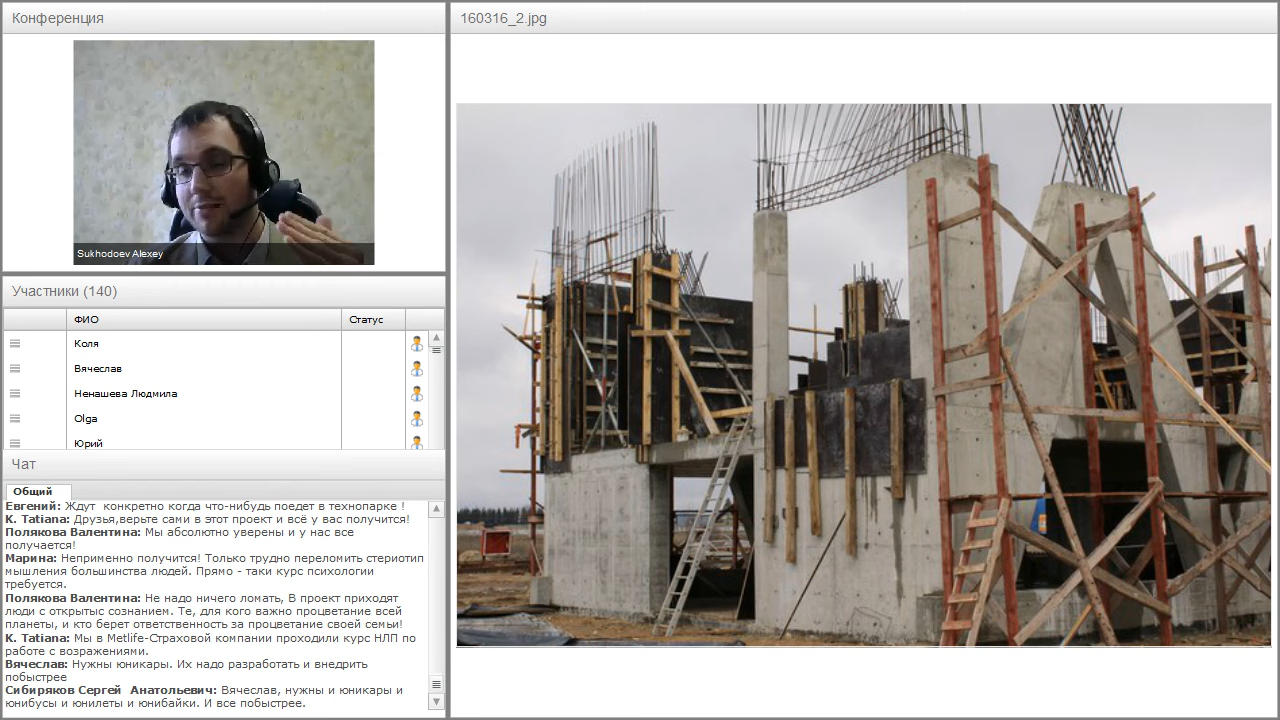 Конференция
160316_2.jpg
Sukhodoev Alexey
Участники (140)
ФИО Статус
Коля
Вячеслав
Ненашева Людмила
Olga
Юрий
Чат
Общий
Евгений: Ждут конкретно когда что-нибудь поедет в технопарке !
K. Tatiana: Друзья,верьте сами в этот проект и всё у вас получится!
Полякова Валентина: Мы абсолютно уверены и у нас все
получается!
Марина: Неприменно получится! Только трудно переломить стериотип
мышления большинства людей. Прямо - таки курс психологии
требуется.
Полякова Валентина: Не надо ничего ломать, В проект приходят
люди с открытыс сознанием. Те, для кого важно процветание всей
планеты, и кто берет ответственность за процветание своей семьи!
K. Tatiana: Мы в Metlife-Страховой компании проходили курс НЛП по
работе с возражениями.
Вячеслав: Нужны юникары. Их надо разработать и внедрить
побыстрее
Сибиряков Сергей Анатольевич: Вячеслав, нужны и юникары и
юнибусы и юнилеты и юнибайки. И все побыстрее.